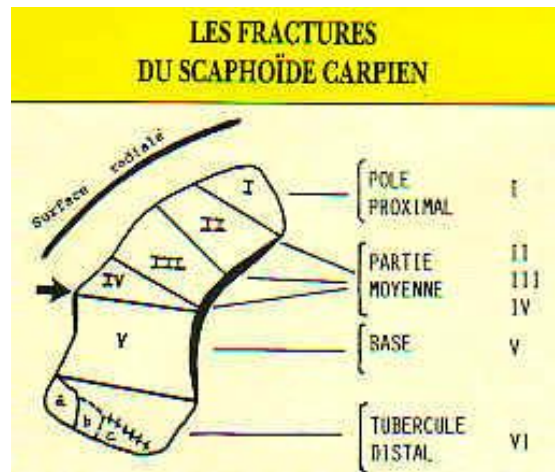 LES FRACTURES
DU SCAPHOÏDE CARPIEN
Surface radiale
I
II
III
IV
V
a
b
c
POLE
PROXIMAL
I
PARTIE
MOYENNE
II
III
IV
BASE
V
TUBERCULE
DISTAL
VI